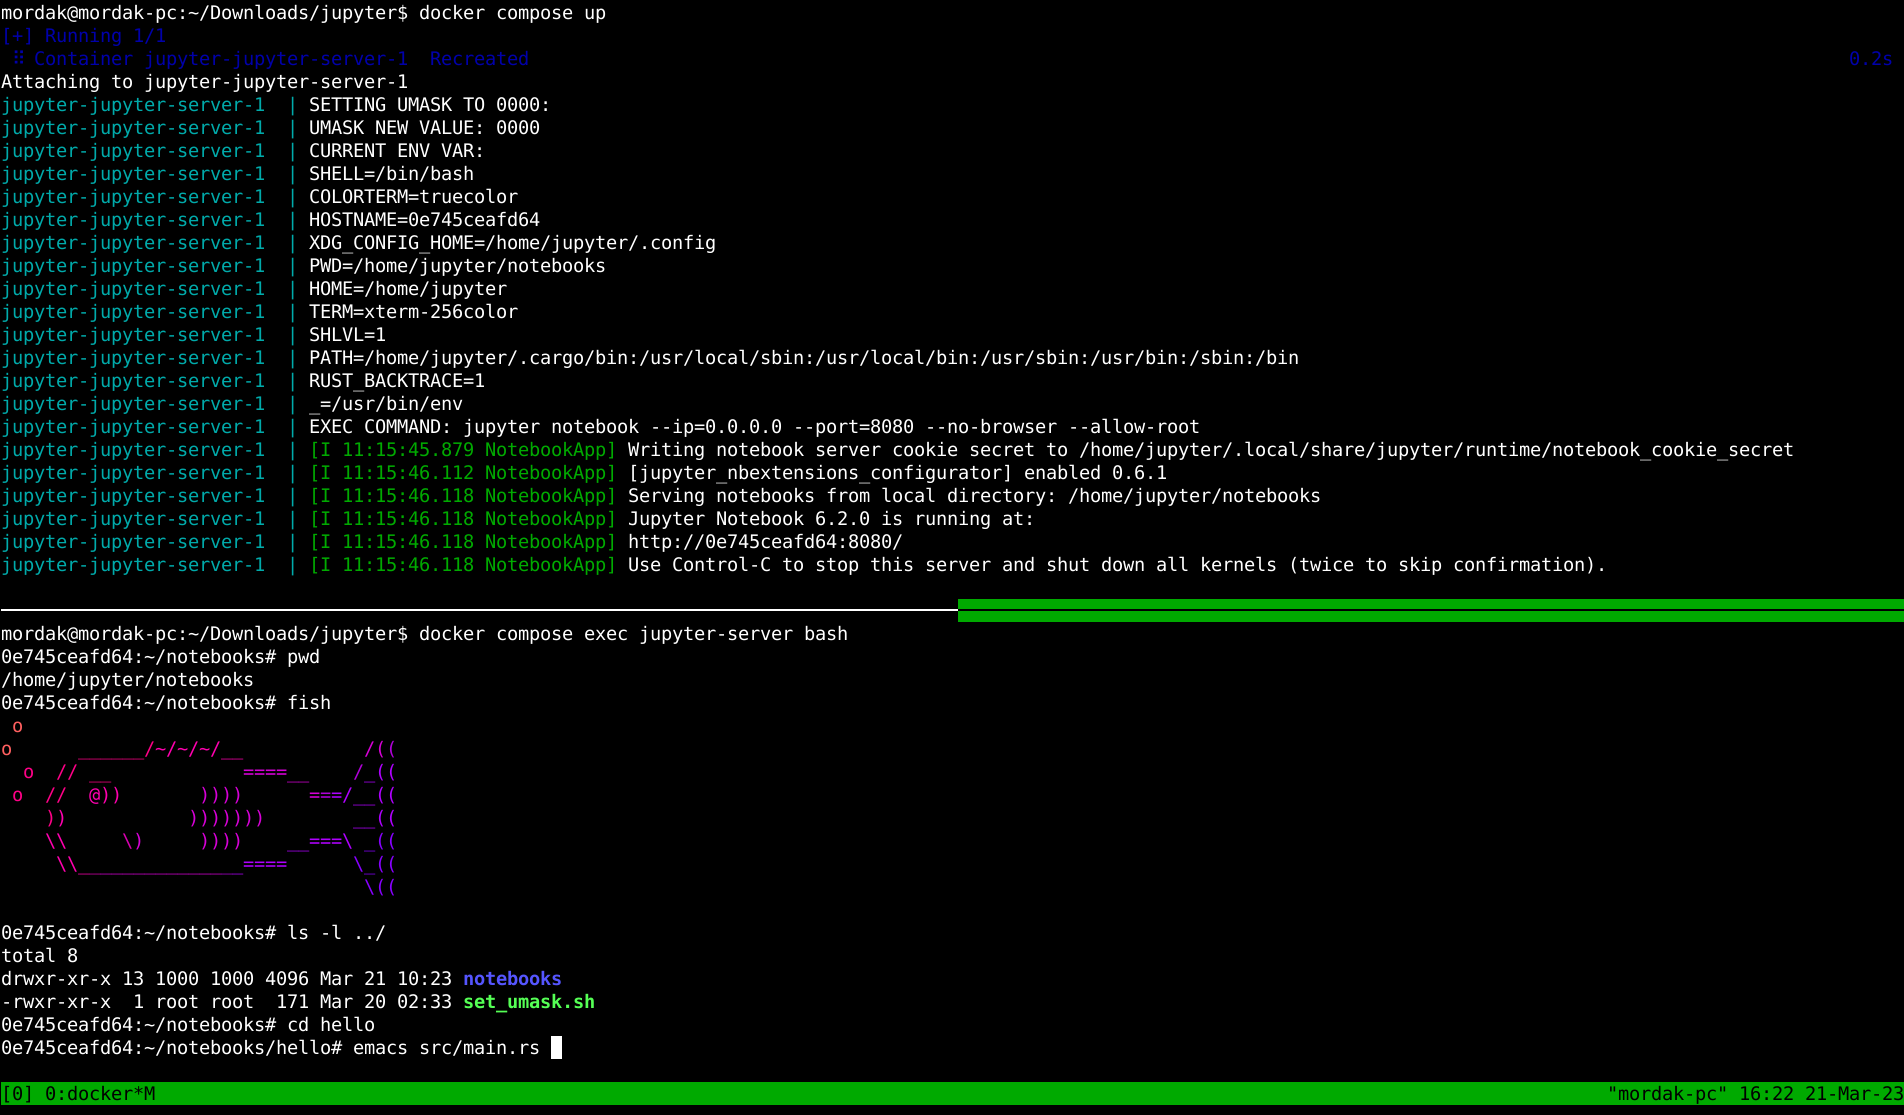 mordak@mordak-pc:~/Downloads/jupyter$ docker compose up
[+] Running 1/1
 ⠿ Container jupyter-jupyter-server-1  Recreated                                                                                                                        0.2s
Attaching to jupyter-jupyter-server-1
jupyter-jupyter-server-1  | SETTING UMASK TO 0000:
jupyter-jupyter-server-1  | UMASK NEW VALUE: 0000
jupyter-jupyter-server-1  | CURRENT ENV VAR:
jupyter-jupyter-server-1  | SHELL=/bin/bash
jupyter-jupyter-server-1  | COLORTERM=truecolor
jupyter-jupyter-server-1  | HOSTNAME=0e745ceafd64
jupyter-jupyter-server-1  | XDG_CONFIG_HOME=/home/jupyter/.config
jupyter-jupyter-server-1  | PWD=/home/jupyter/notebooks
jupyter-jupyter-server-1  | HOME=/home/jupyter
jupyter-jupyter-server-1  | TERM=xterm-256color
jupyter-jupyter-server-1  | SHLVL=1
jupyter-jupyter-server-1  | PATH=/home/jupyter/.cargo/bin:/usr/local/sbin:/usr/local/bin:/usr/sbin:/usr/bin:/sbin:/bin
jupyter-jupyter-server-1  | RUST_BACKTRACE=1
jupyter-jupyter-server-1  | _=/usr/bin/env
jupyter-jupyter-server-1  | EXEC COMMAND: jupyter notebook --ip=0.0.0.0 --port=8080 --no-browser --allow-root
jupyter-jupyter-server-1  | [I 11:15:45.879 NotebookApp] Writing notebook server cookie secret to /home/jupyter/.local/share/jupyter/runtime/notebook_cookie_secret
jupyter-jupyter-server-1  | [I 11:15:46.112 NotebookApp] [jupyter_nbextensions_configurator] enabled 0.6.1
jupyter-jupyter-server-1  | [I 11:15:46.118 NotebookApp] Serving notebooks from local directory: /home/jupyter/notebooks
jupyter-jupyter-server-1  | [I 11:15:46.118 NotebookApp] Jupyter Notebook 6.2.0 is running at:
jupyter-jupyter-server-1  | [I 11:15:46.118 NotebookApp] http://0e745ceafd64:8080/
jupyter-jupyter-server-1  | [I 11:15:46.118 NotebookApp] Use Control-C to stop this server and shut down all kernels (twice to skip confirmation).
mordak@mordak-pc:~/Downloads/jupyter$ docker compose exec jupyter-server bash
0e745ceafd64:~/notebooks# pwd
/home/jupyter/notebooks
0e745ceafd64:~/notebooks# fish
 o
o      ______/~/~/~/__           /((
  o  // __            ====__    /_((
 o  //  @))       ))))      ===/__((
    ))           )))))))        __((
    \\     \)     ))))    __===\ _((
     \\_______________====      \_((
                                 \((
0e745ceafd64:~/notebooks# ls -l ../
total 8
drwxr-xr-x 13 1000 1000 4096 Mar 21 10:23 notebooks
-rwxr-xr-x  1 root root  171 Mar 20 02:33 set_umask.sh
0e745ceafd64:~/notebooks# cd hello
0e745ceafd64:~/notebooks/hello# emacs src/main.rs
[0] 0:docker*M                                                                                                                                    "mordak-pc" 16:22 21-Mar-23